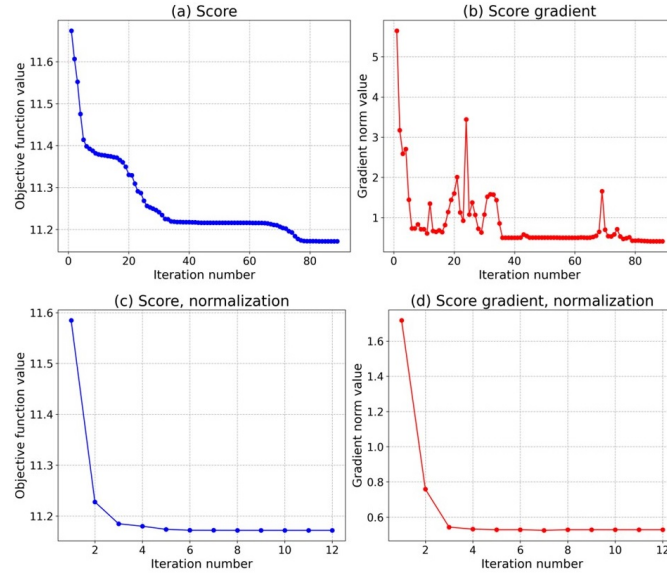 (a) Score
Objective function value
11.6
11.5
11.4
11.3
11.2
0 20 40 60 80
Iteration number
(b) Score gradient
Gradient norm value
5
4
3
2
1
0 20 40 60 80
Iteration number
(c) Score, normalization
Objective function value
11.6
11.5
11.4
11.3
11.2
2 4 6 8 10 12
Iteration number
(d) Score gradient, normalization
Gradient norm value
1.6
1.4
1.2
1.0
0.8
0.6
2 4 6 8 10 12
Iteration number